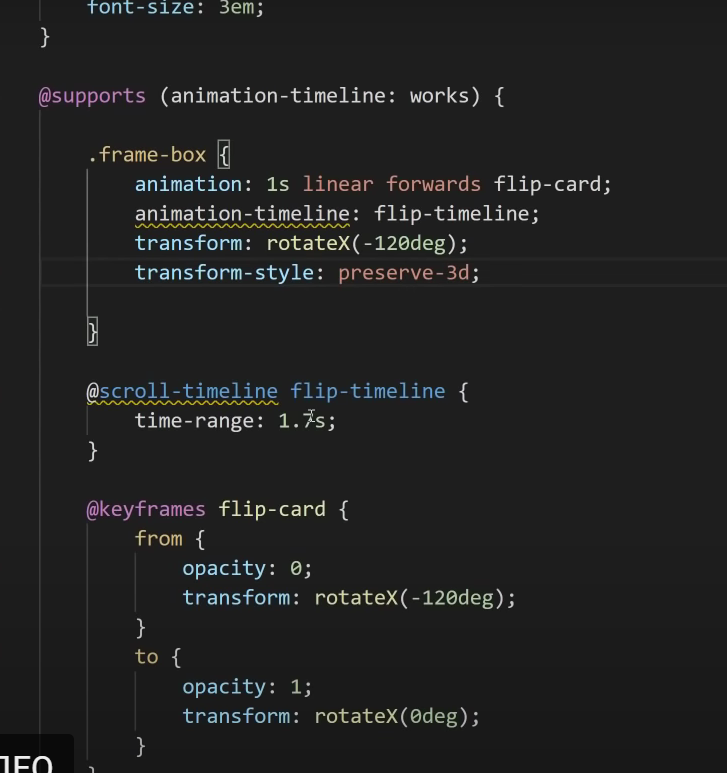 font-size: 3em;
}
@supports (animation-timeline: works) {
.frame-box {
animation: 1s linear forwards flip-card;
animation-timeline: flip-timeline;
transform: rotateX(-120deg);
transform-style: preserve-3d;
}
@scroll-timeline flip-timeline {
time-range: 1.7s;
}
@keyframes flip-card {
from {
opacity: 0;
transform: rotateX(-120deg);
}
to {
opacity: 1;
transform: rotateX(0deg);
}